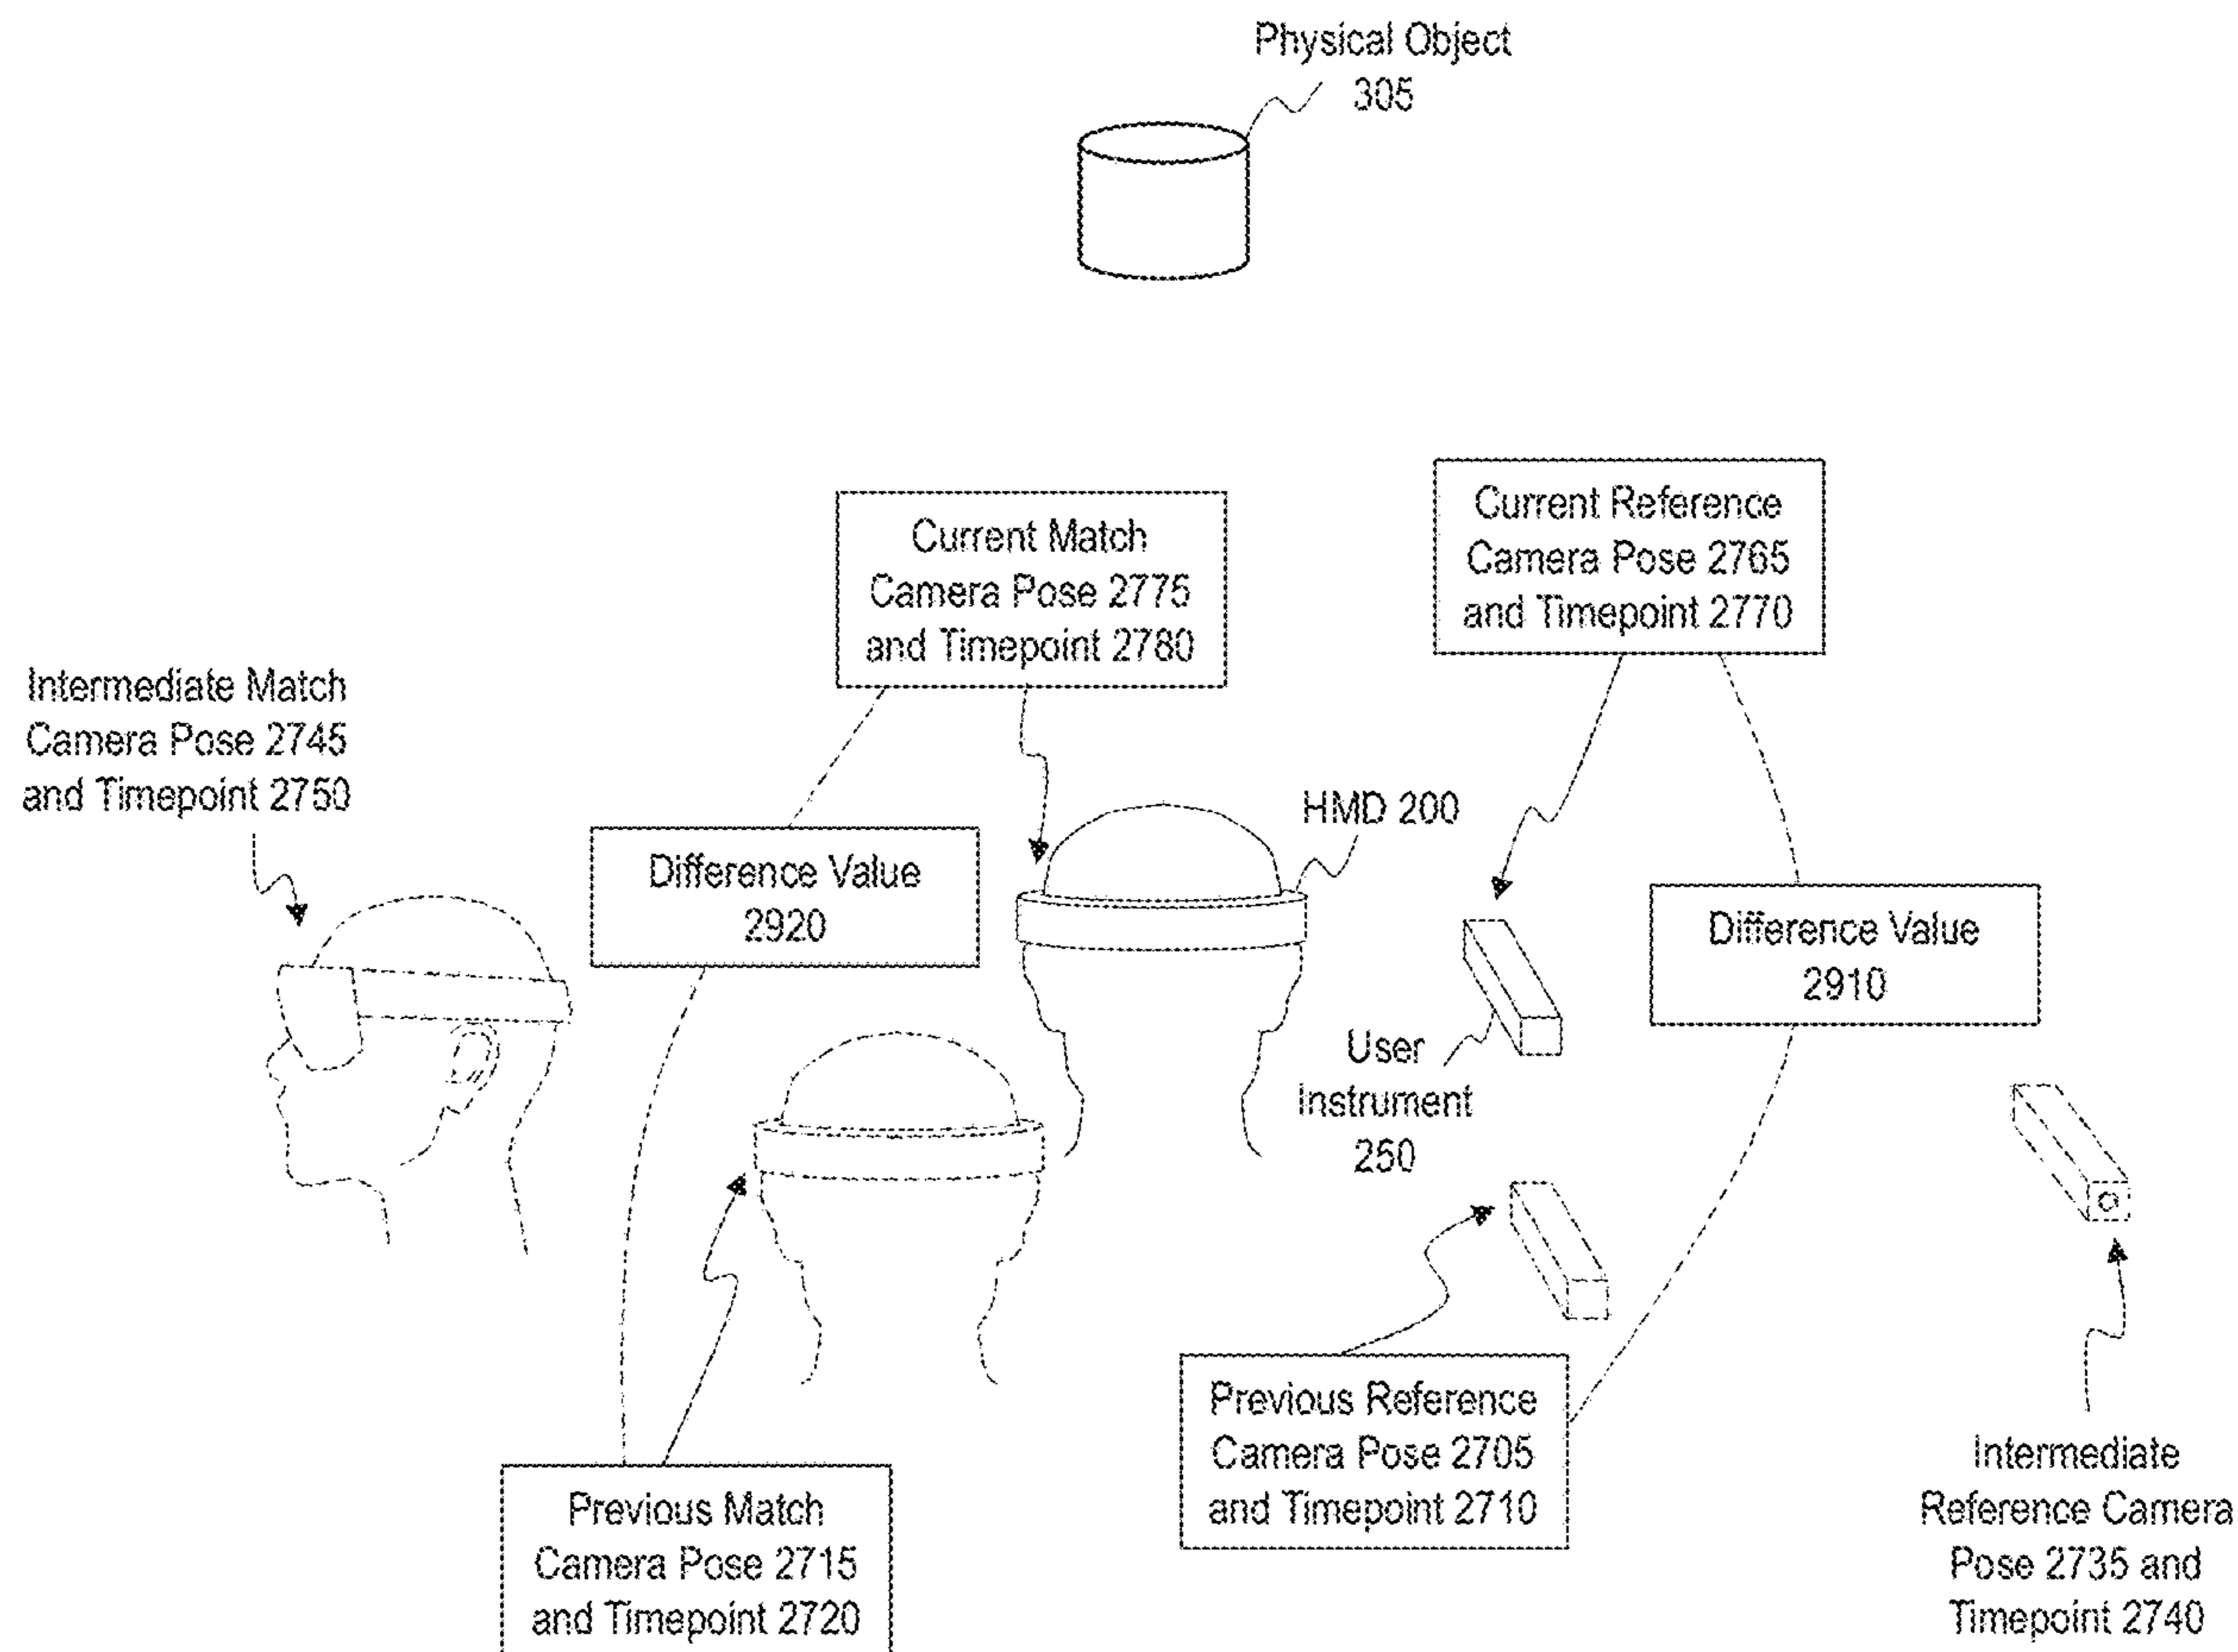 Physical Object
305
Current Reference
Camera Pose 2765
and Timepoint 2770
Current Match
Camera Pose 2775
and Timepoint 2780
Intermediate Match
Camera Pose 2745
and Timepoint 2750
HMD 200
Difference Value
2920
Difference Value
2910
User
Instrument
250
Previous Reference
Camera Pose 2705
and Timepoint 2710
Intermediate
Reference Camera
Pose 2735 and
Timepoint 2740
Previous Match
Camera Pose 2715
and Timepoint 2720